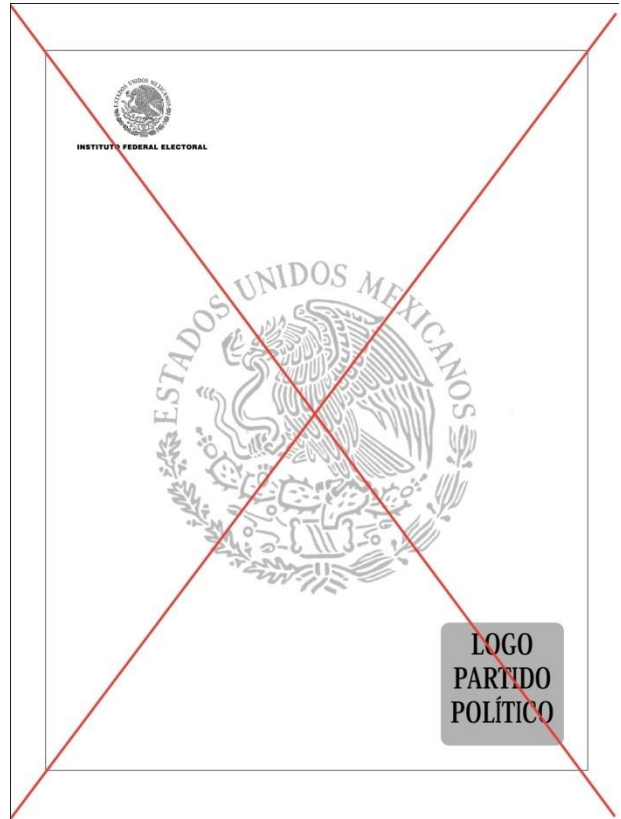 ESTADOS UNIDOS MEXICANOS
INSTITUTO FEDERAL ELECTORAL
ESTADOS UNIDOS MEXICANOS
LOGO
PARTIDO
POLÍTICO